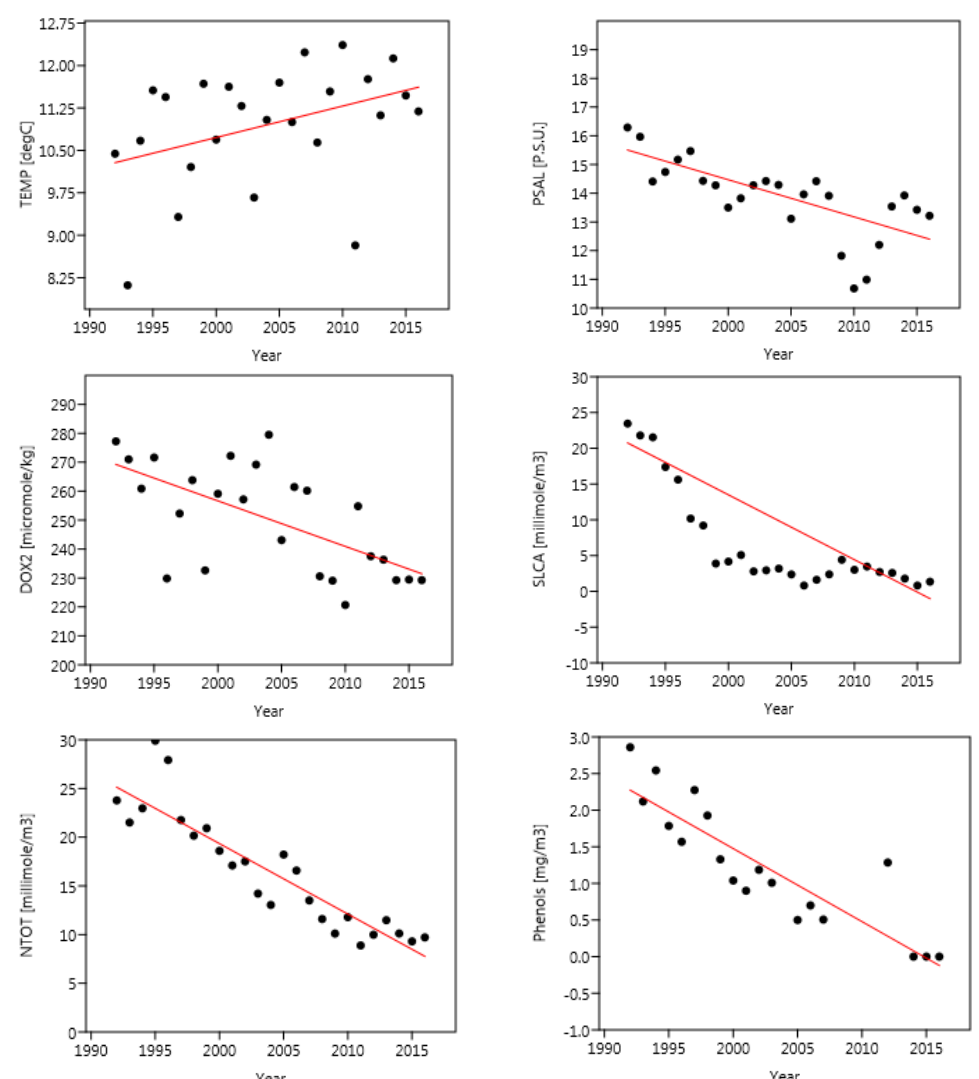 12.75
12.00
11.25
10.50
9.75
9.00
8.25
TEMP [degC]
1990 1995 2000 2005 2010 2015
Year
19
18
17
16
15
14
13
12
11
10
PSAL [P.S.U.]
1990 1995 2000 2005 2010 2015
Year
290
280
270
260
250
240
230
220
210
200
DOX2 [micromole/kg]
1990 1995 2000 2005 2010 2015
Year
30
25
20
15
10
5
0
-5
-10
SLCA [millimole/m3]
1990 1995 2000 2005 2010 2015
Year
30
25
20
15
10
5
0
NTOT [millimole/m3]
1990 1995 2000 2005 2010 2015
Year
3.0
2.5
2.0
1.5
1.0
0.5
0.0
-0.5
-1.0
Phenols [mg/m3]
1990 1995 2000 2005 2010 2015
Year